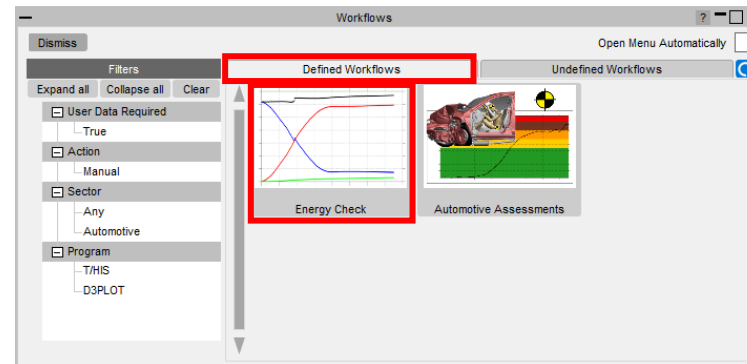 Workflows
?
Dismiss
Open Menu Automatically
Filters
Defined Workflows
Undefined Workflows
Expand all Collapse all Clear
User Data Required
True
Action
Manual
Sector
Any
Automotive
Program
T/HIS
D3PLOT
Energy Check
Automotive Assessments